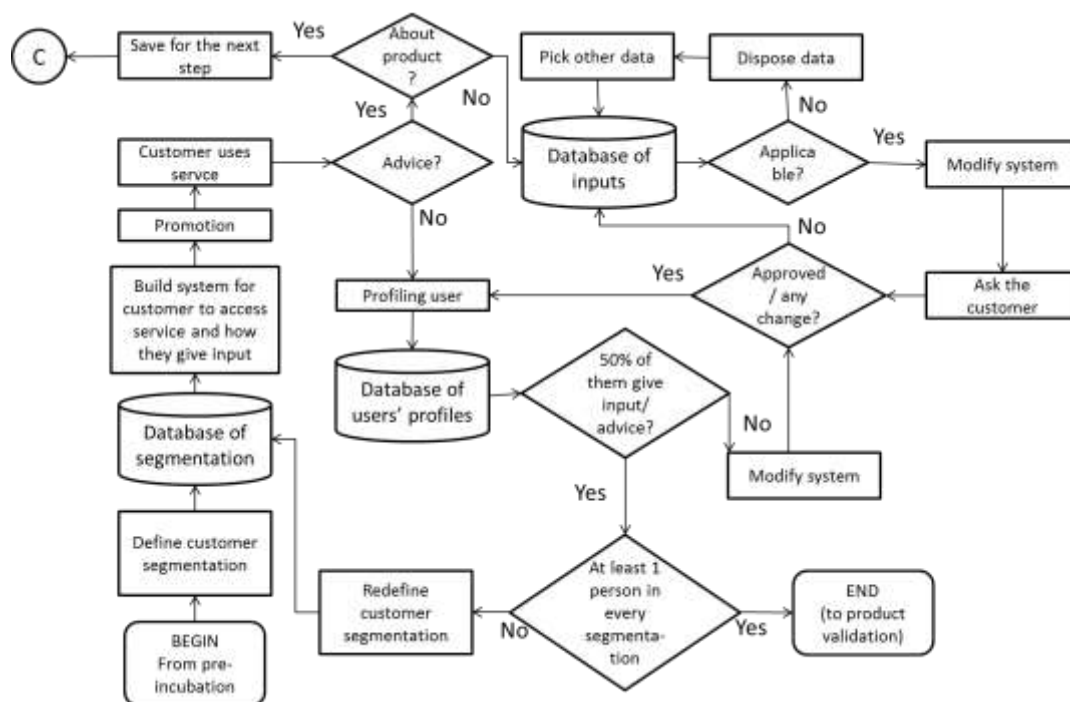 C
Save for the next
step
Yes
About
product
?
No
Yes
Pick other data
Dispose data
No
Customer uses
servce
Advice?
No
Database of
inputs
Applica
ble?
Yes
Modify system
Promotion
No
Build system for
customer to access
service and how
they give input
Profiling user
Yes
Approved
/ any
change?
Ask the
customer
Database of
users' profiles
50% of
them give
input/
advice?
No
Modify system
Yes
Database of
segmentation
Define customer
segmentation
Redefine
customer
segmentation
No
At least 1
person in
every
segmenta-
tion
Yes
END
(to product
validation)
BEGIN
From pre-
incubation